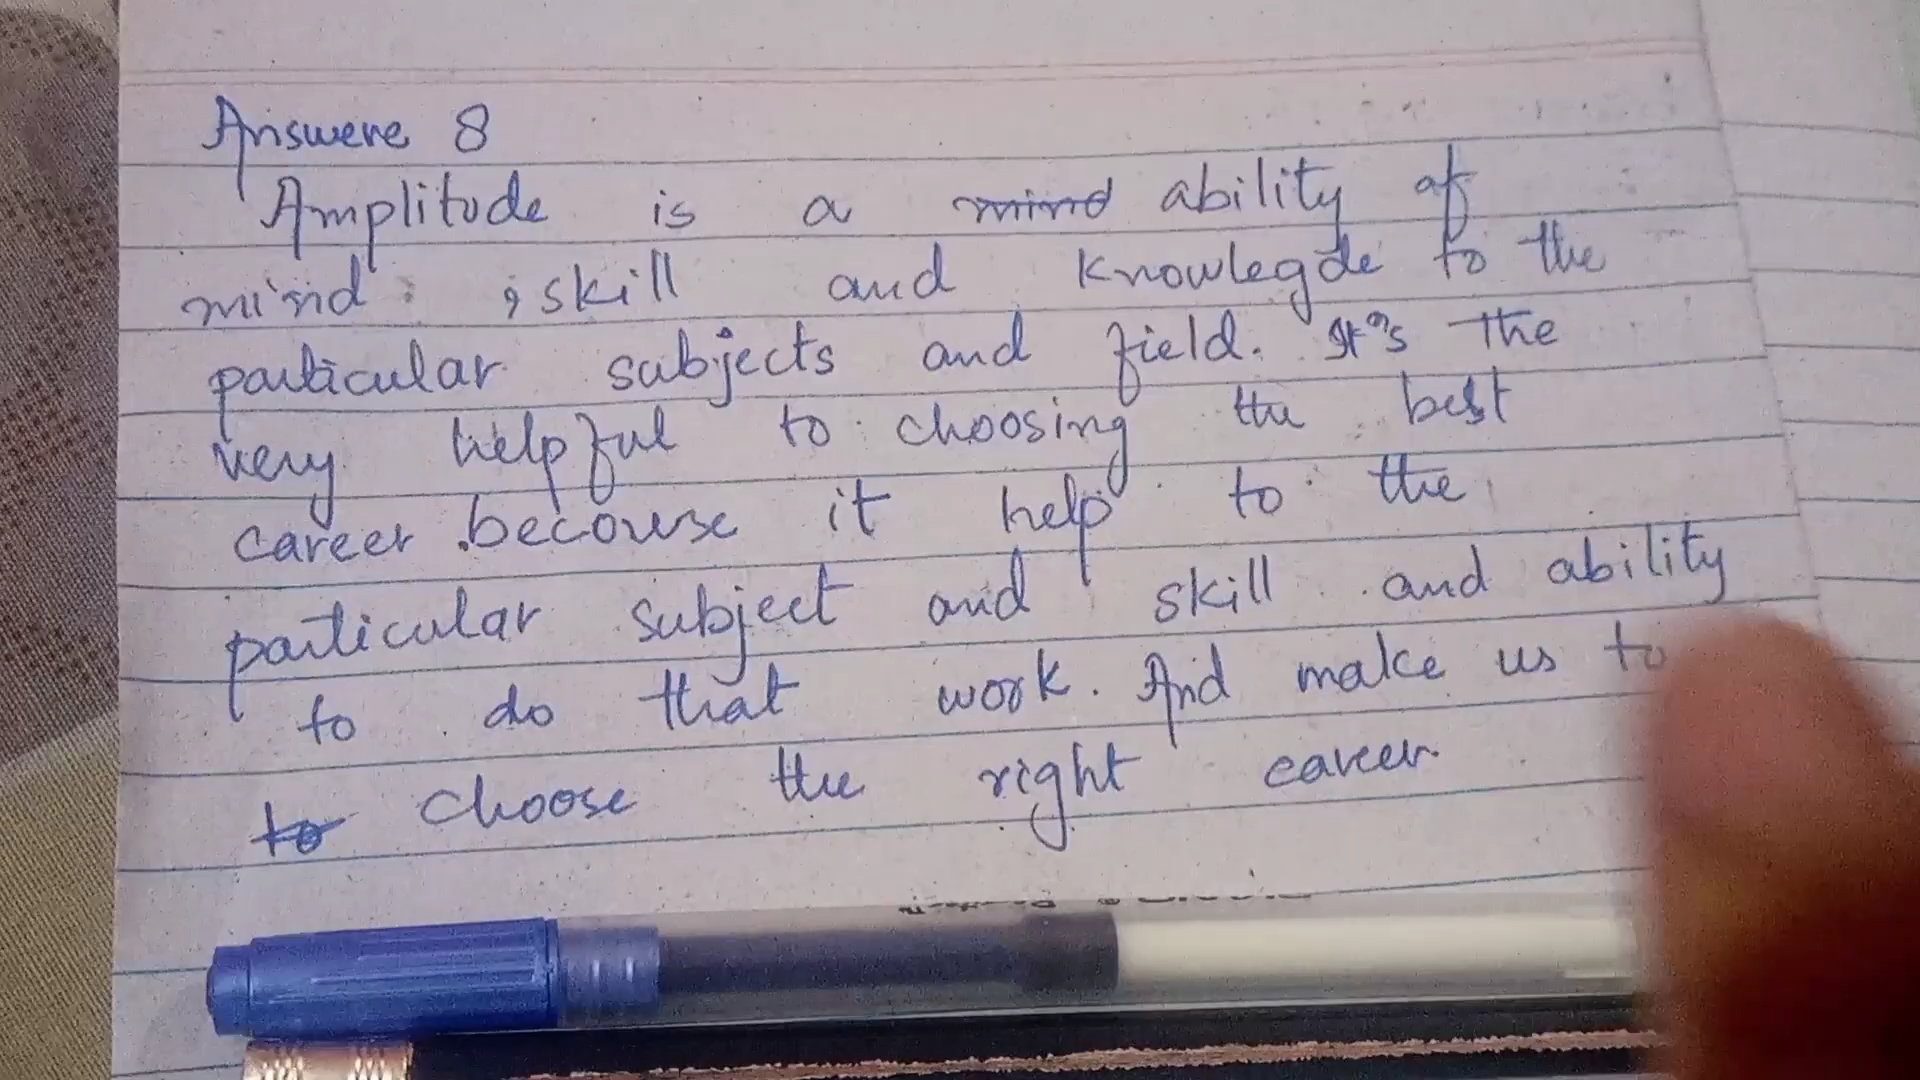 Answere 8
Amplitude is a mind ability of
mind , skill and knowlegde to the
particular subjects and field. It's the
very helpful to choosing the best
career .becouse it help to the
particular subject and skill and ability
to do that work. And make us to
to choose the right career.